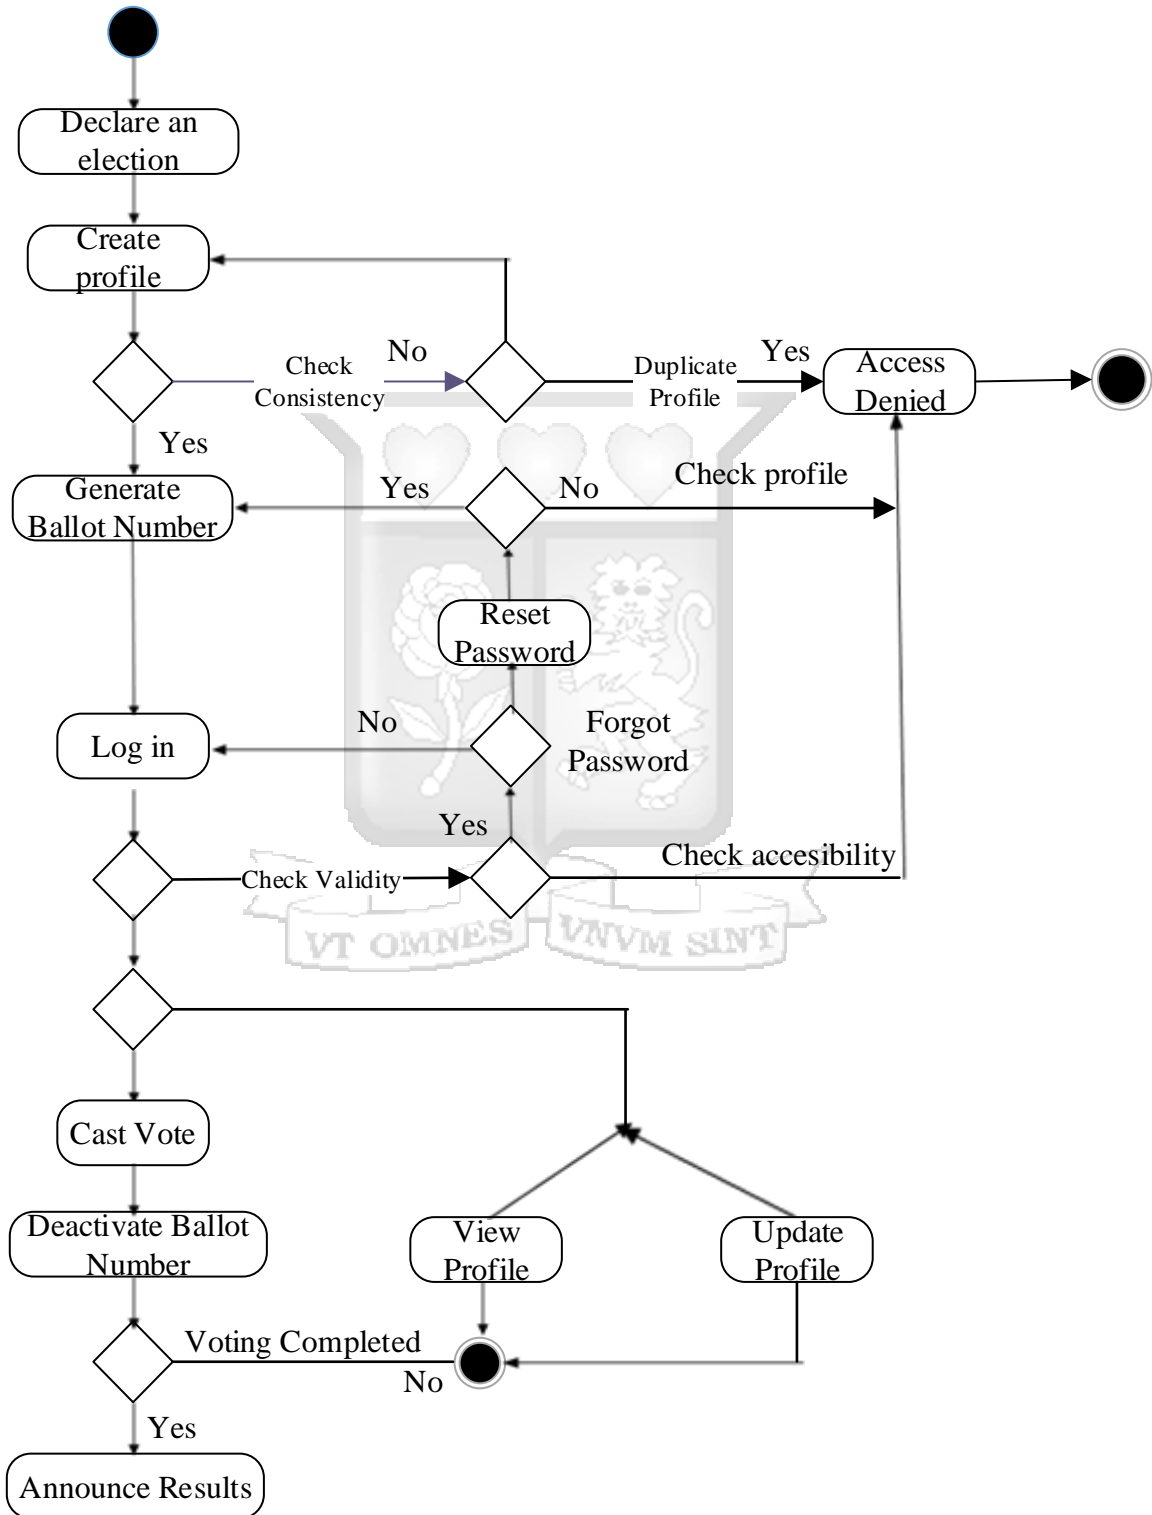 Declare an
election
Create
profile
No
Check
Consistency
Duplicate
Profile
Yes
Access
Denied
Yes
Generate
Ballot Number
Yes
No
Check profile
Reset
Password
No
Forgot
Password
Log in
Yes
Check Validity
Check accesibility
VT OMNES VNVM SINT
Cast Vote
Deactivate Ballot
Number
View
Profile
Update
Profile
Voting Completed
No
Yes
Announce Results